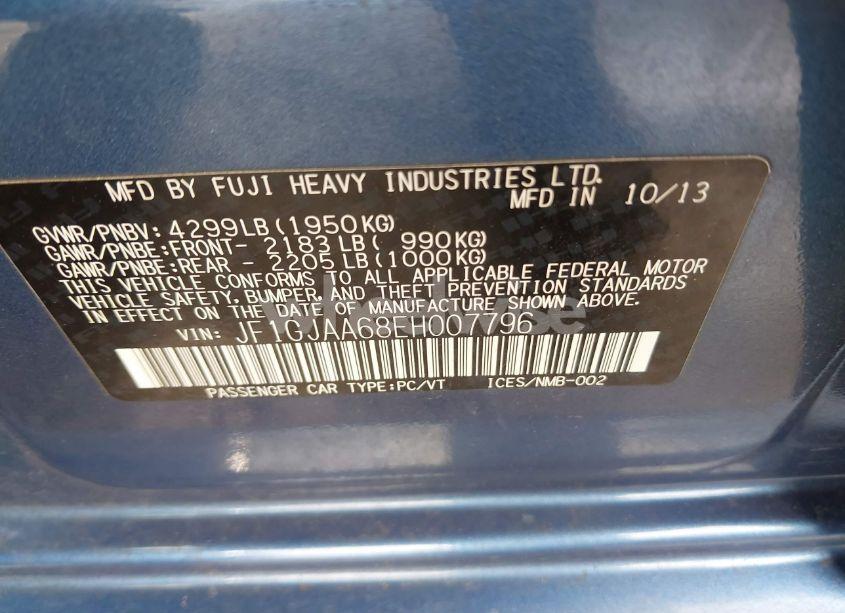 MFD BY FUJI HEAVY INDUSTRIES LTD.
MFD IN 10/13
GVWR/PNBV: 4299LB(1950KG)
GAWR/PNBE:FRONT- 2183LB( 990KG)
GAWR/PNBE:REAR - 2205LB(1000KG)
THIS VEHICLE CONFORMS TO ALL APPLICABLE FEDERAL MOTOR
VEHICLE SAFETY, BUMPER, AND THEFT PREVENTION STANDARDS
IN EFFECT ON THE DATE OF MANUFACTURE SHOWN ABOVE.
VIN: JF1GJAA68EH007796
PASSENGER CAR TYPE:PC/VT ICES/NMB-002